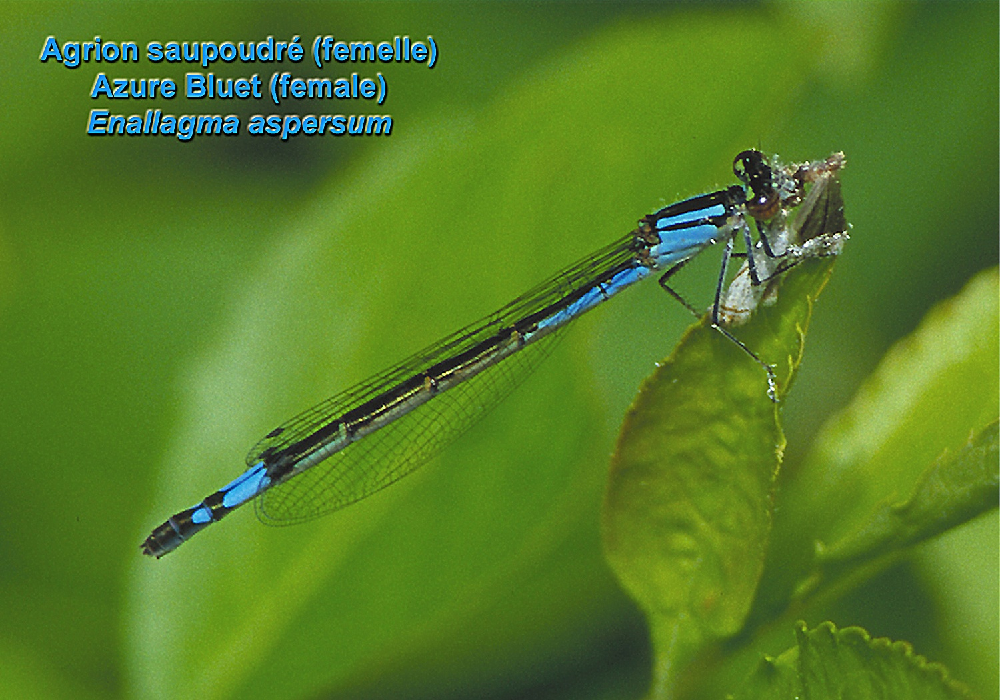 Agrion saupoudré (femelle)
Azure Bluet (female)
Enallagma aspersum